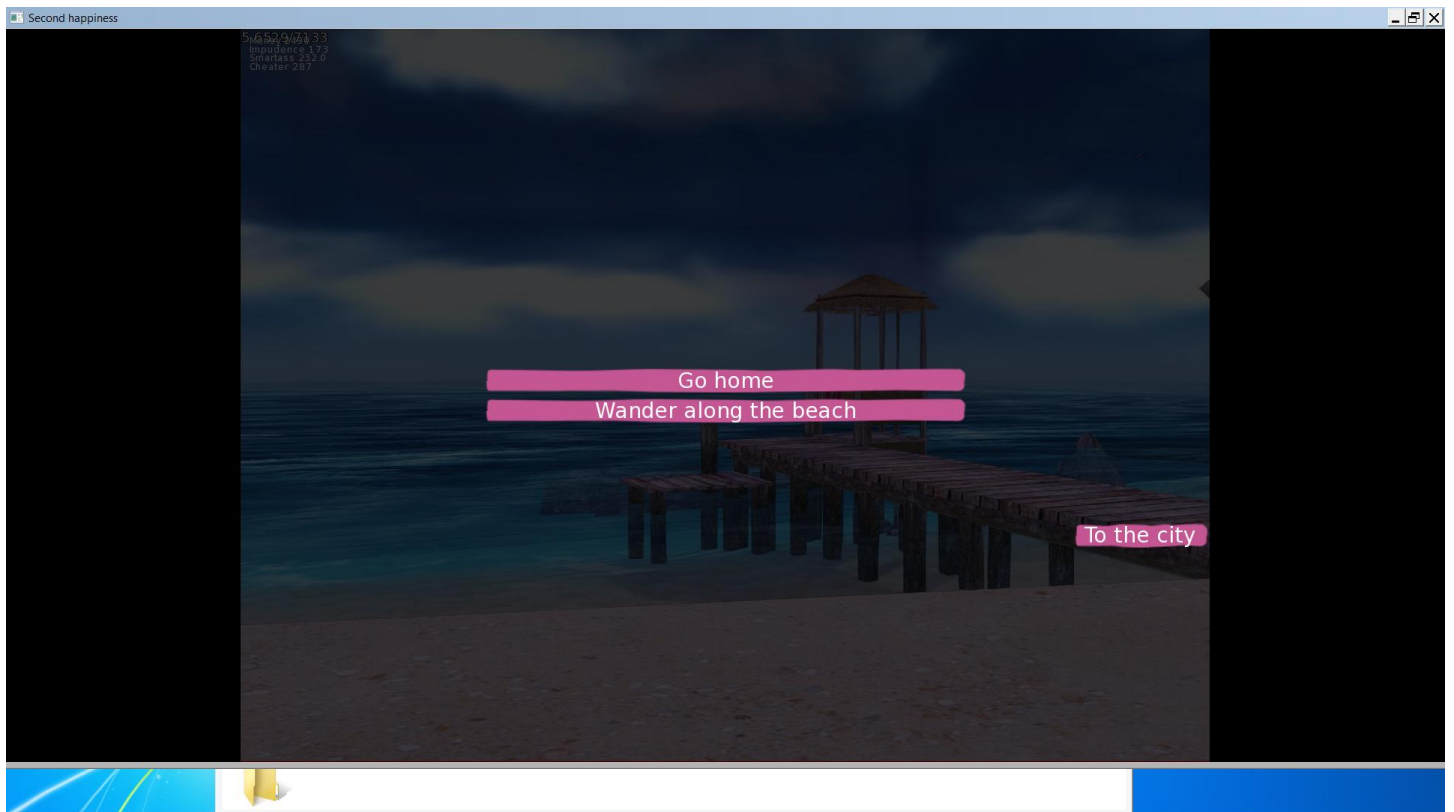 Second happiness
Impudence 173
Smartass 232.0
Cheater 287
Go home
Wander along the beach
To the city